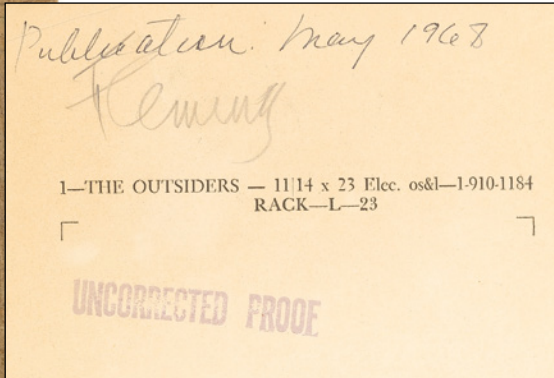 Publication: May 1968
Fleming
1—THE OUTSIDERS — 11|14 x 23 Elec. os&l—1-910-1184
RACK—L—23
UNCORRECTED PROOF